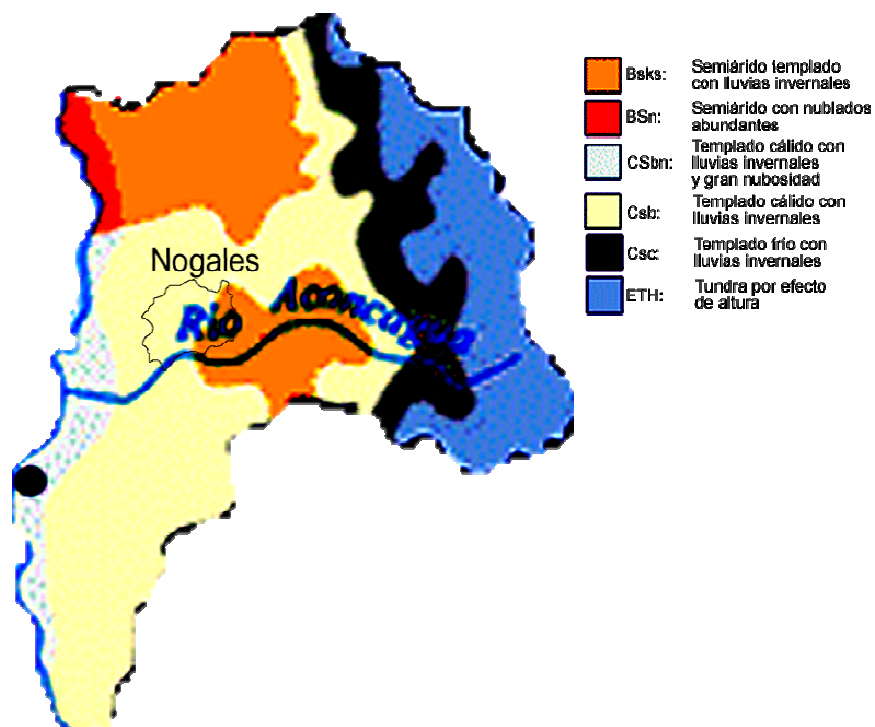 Bsks: Semiárido templado
con lluvias invernales
BSn: Semiárido con nublados
abundantes
CSbn: Templado cálido con
lluvias invernales
y gran nubosidad
Csb: Templado cálido con
lluvias invernales
Csc: Templado frio con
lluvias invernales
ETH: Tundra por efecto
de altura
Nogales
Rio Aconcagua